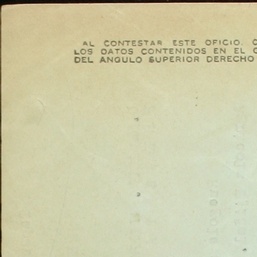 AL CONTESTAR ESTE OFICIO,
LOS DATOS CONTENIDOS EN EL
DEL ANGULO SUPERIOR DERECHO